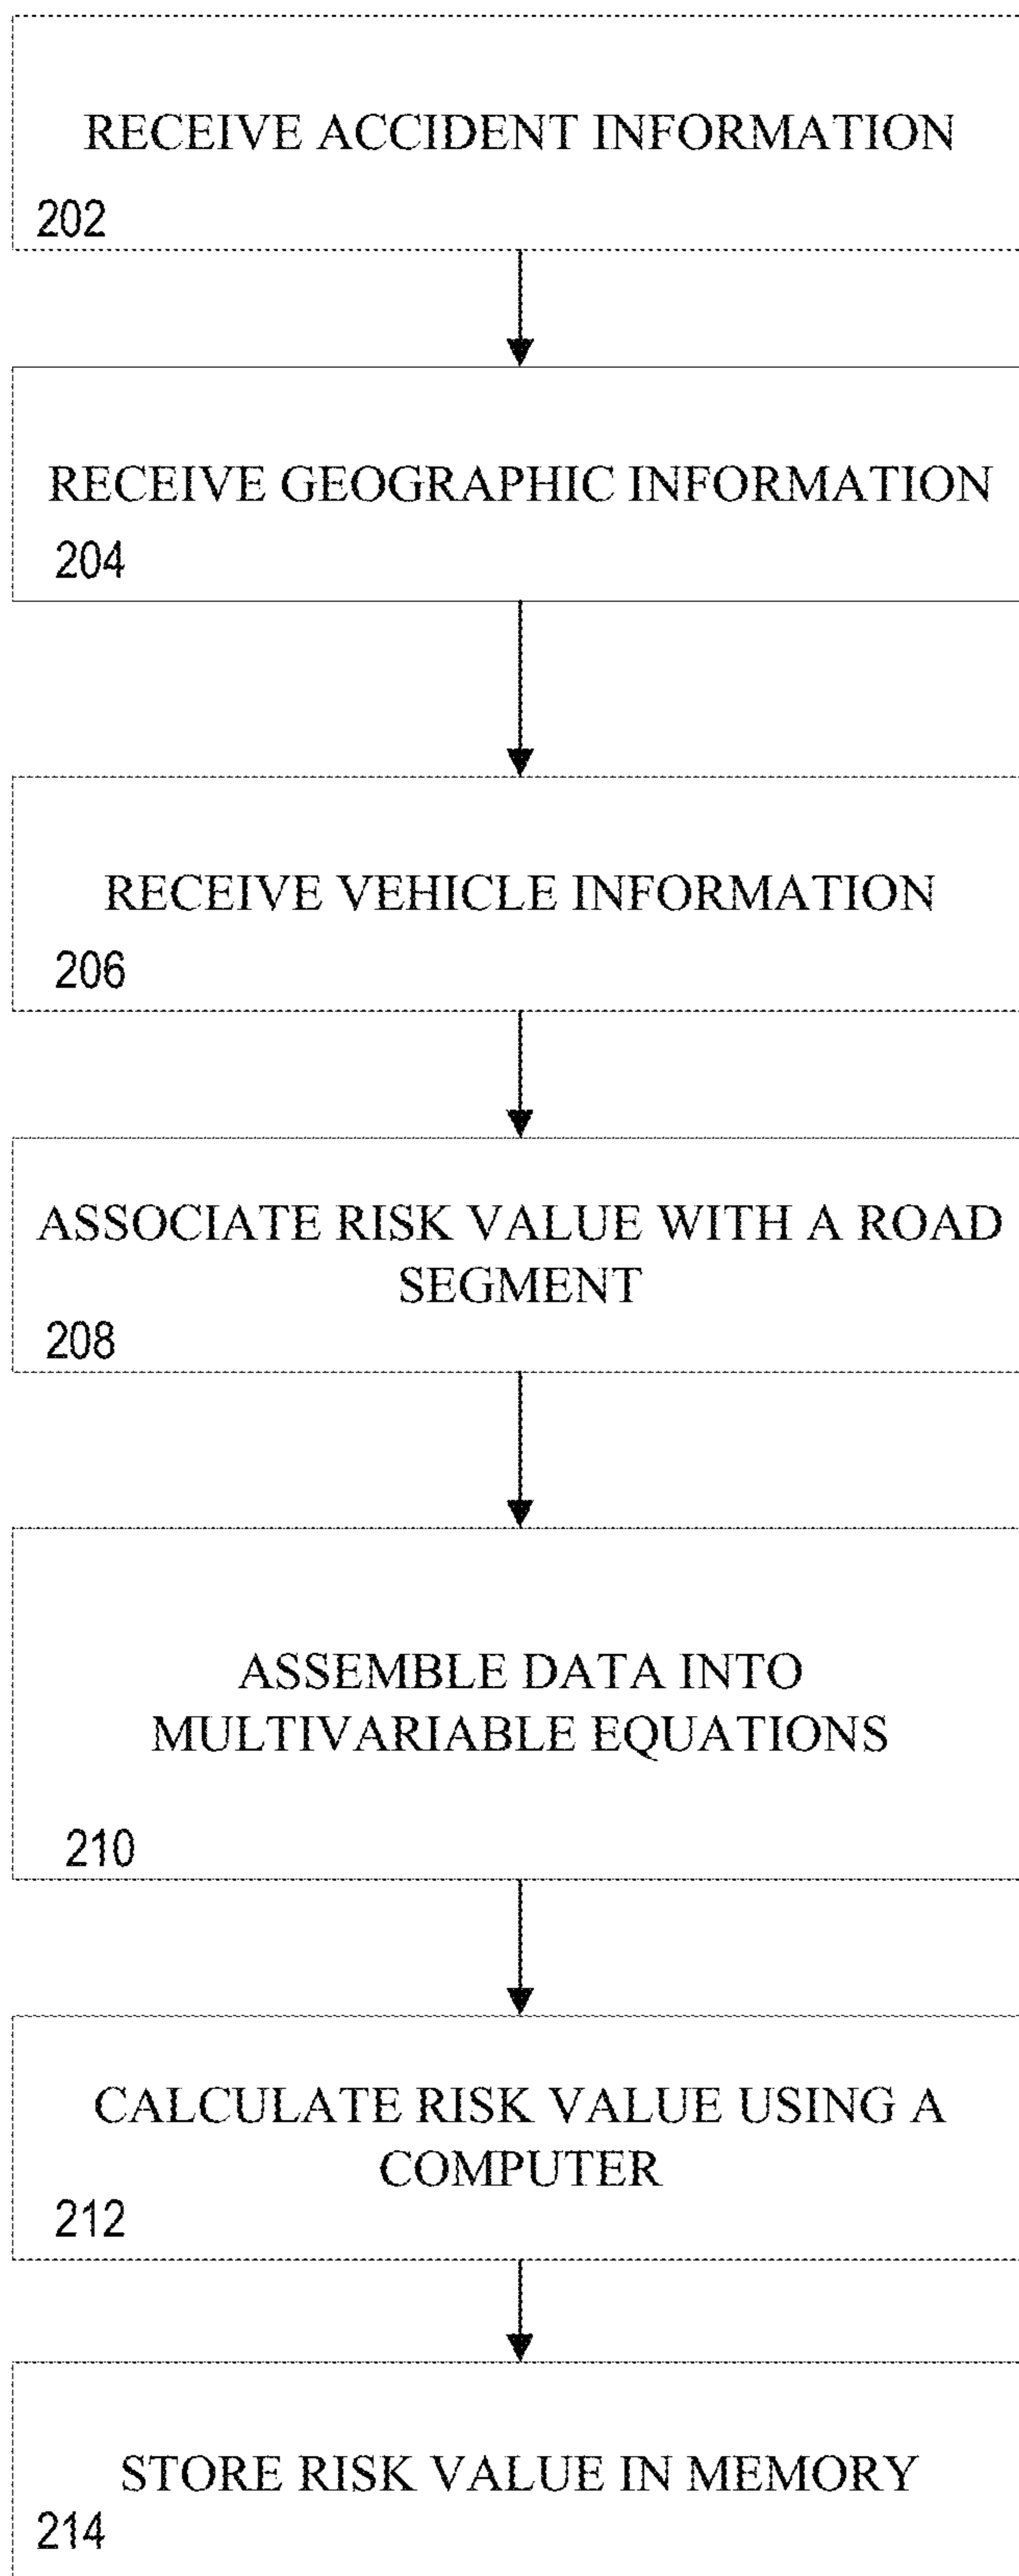 RECEIVE ACCIDENT INFORMATION
202
RECEIVE GEOGRAPHIC INFORMATION
204
RECEIVE VEHICLE INFORMATION
206
ASSOCIATE RISK VALUE WITH A ROAD
SEGMENT
208
ASSEMBLE DATA INTO
MULTIVARIABLE EQUATIONS
210
CALCULATE RISK VALUE USING A
COMPUTER
212
STORE RISK VALUE IN MEMORY
214